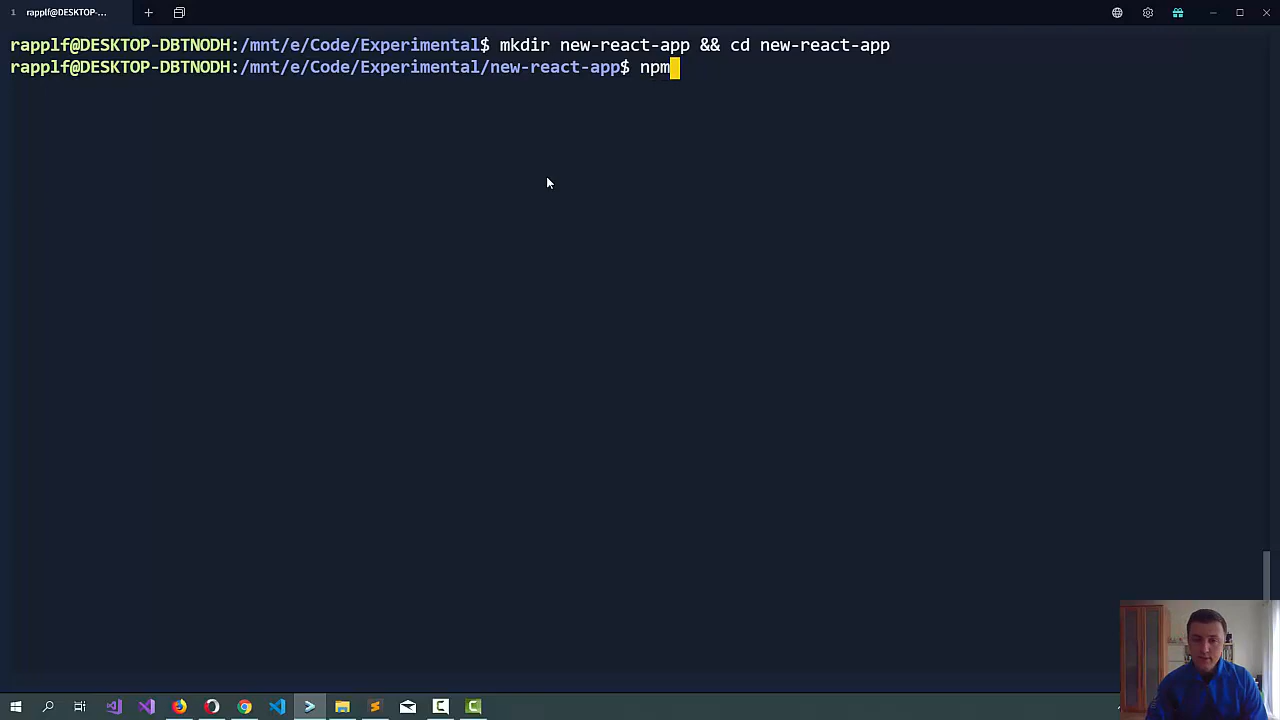 1 rapplf@DESKTOP-...
rapplf@DESKTOP-DBTNODH:/mnt/e/Code/Experimental$ mkdir new-react-app && cd new-react-app
rapplf@DESKTOP-DBTNODH:/mnt/e/Code/Experimental/new-react-app$ npm